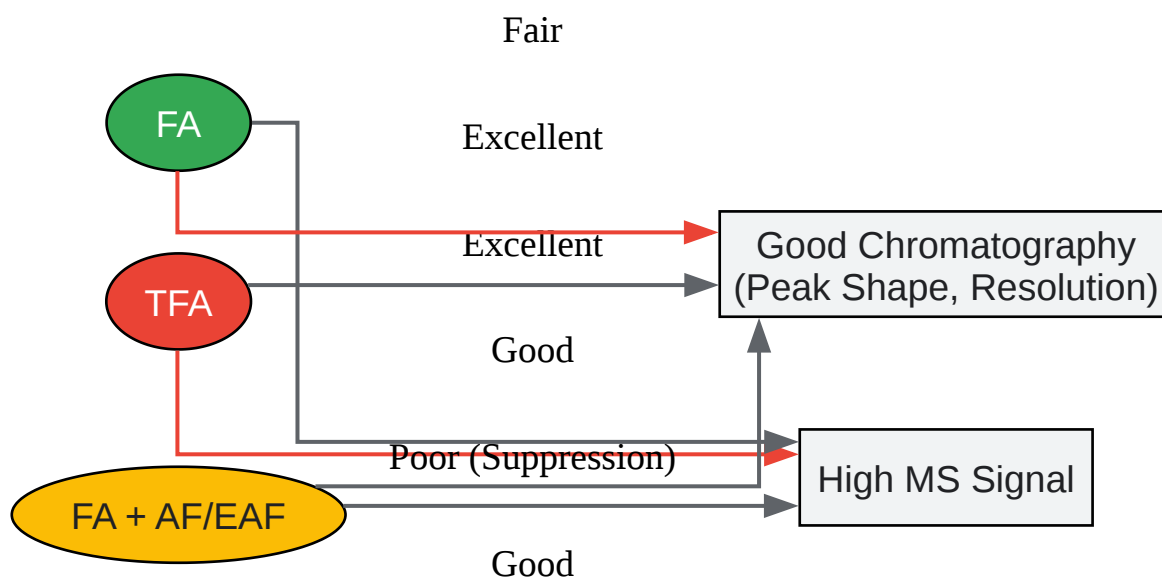 Fair
FA
Excellent
Excellent
Good Chromatography
(Peak Shape, Resolution)
TFA
Good
Poor (Suppression)
High MS Signal
FA + AF/EAF
Good